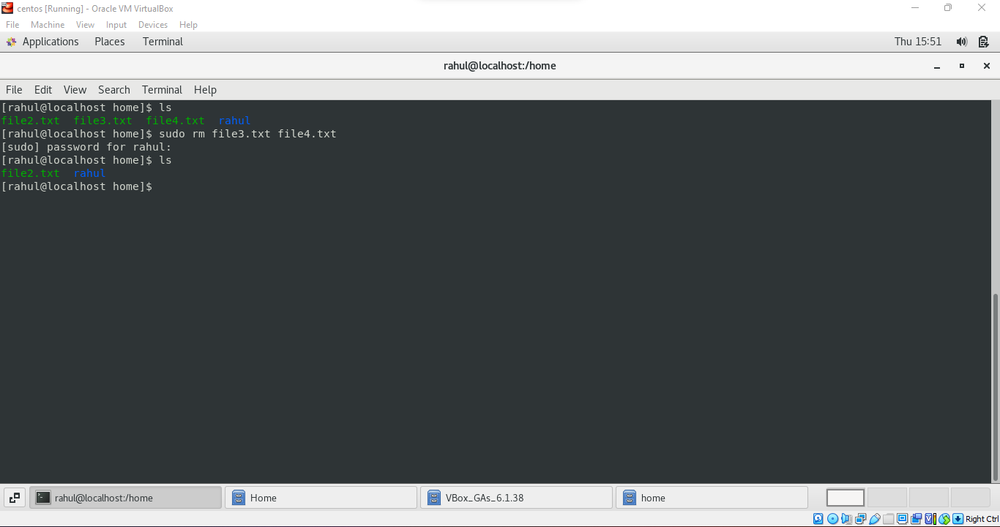 centos [Running] - Oracle VM VirtualBox
File Machine View Input Devices Help
Applications Places Terminal Thu 15:51
rahul@localhost:/home
File Edit View Search Terminal Help
[rahul@localhost home]$ ls
file2.txt file3.txt file4.txt rahul
[rahul@localhost home]$ sudo rm file3.txt file4.txt
[sudo] password for rahul:
[rahul@localhost home]$ ls
file2.txt rahul
[rahul@localhost home]$
rahul@localhost:/home Home VBox_GAs_6.1.38 home
Right Ctrl